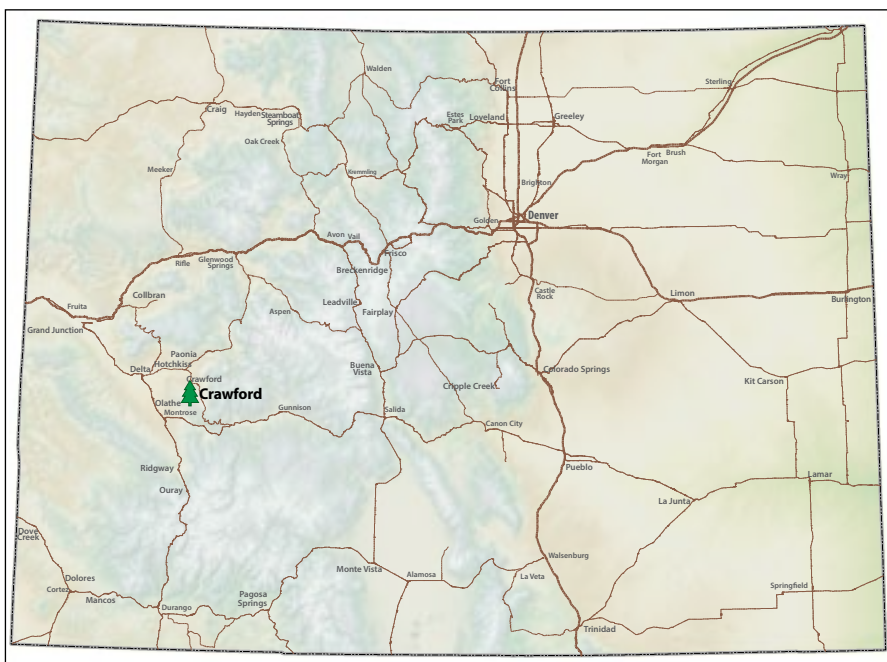 Walden
Fort
Collins
Sterling
Craig
Hayden
Steamboat
Springs
Estes
Park
Loveland
Greeley
Oak Creek
Fort
Morgan
Brush
Meeker
Kremmling
Wray
Brighton
Golden
Denver
Avon
Vail
Frisco
Rifle
Glenwood
Springs
Breckenridge
Collbran
Castle
Rock
Limon
Burlington
Fruita
Leadville
Fairplay
Aspen
Grand Junction
Paonia
Hotchkiss
Delta
Crawford
Buena
Vista
Colorado Springs
Kit Carson
Cripple Creek
Crawford
Olathe
Montrose
Gunnison
Salida
Canon City
Ridgway
Pueblo
Lamar
Ouray
La Junta
Dove
Creek
Walsenburg
Monte Vista
Alamosa
La Veta
Dolores
Cortez
Mancos
Springfield
Pagosa
Springs
Durango
Trinidad